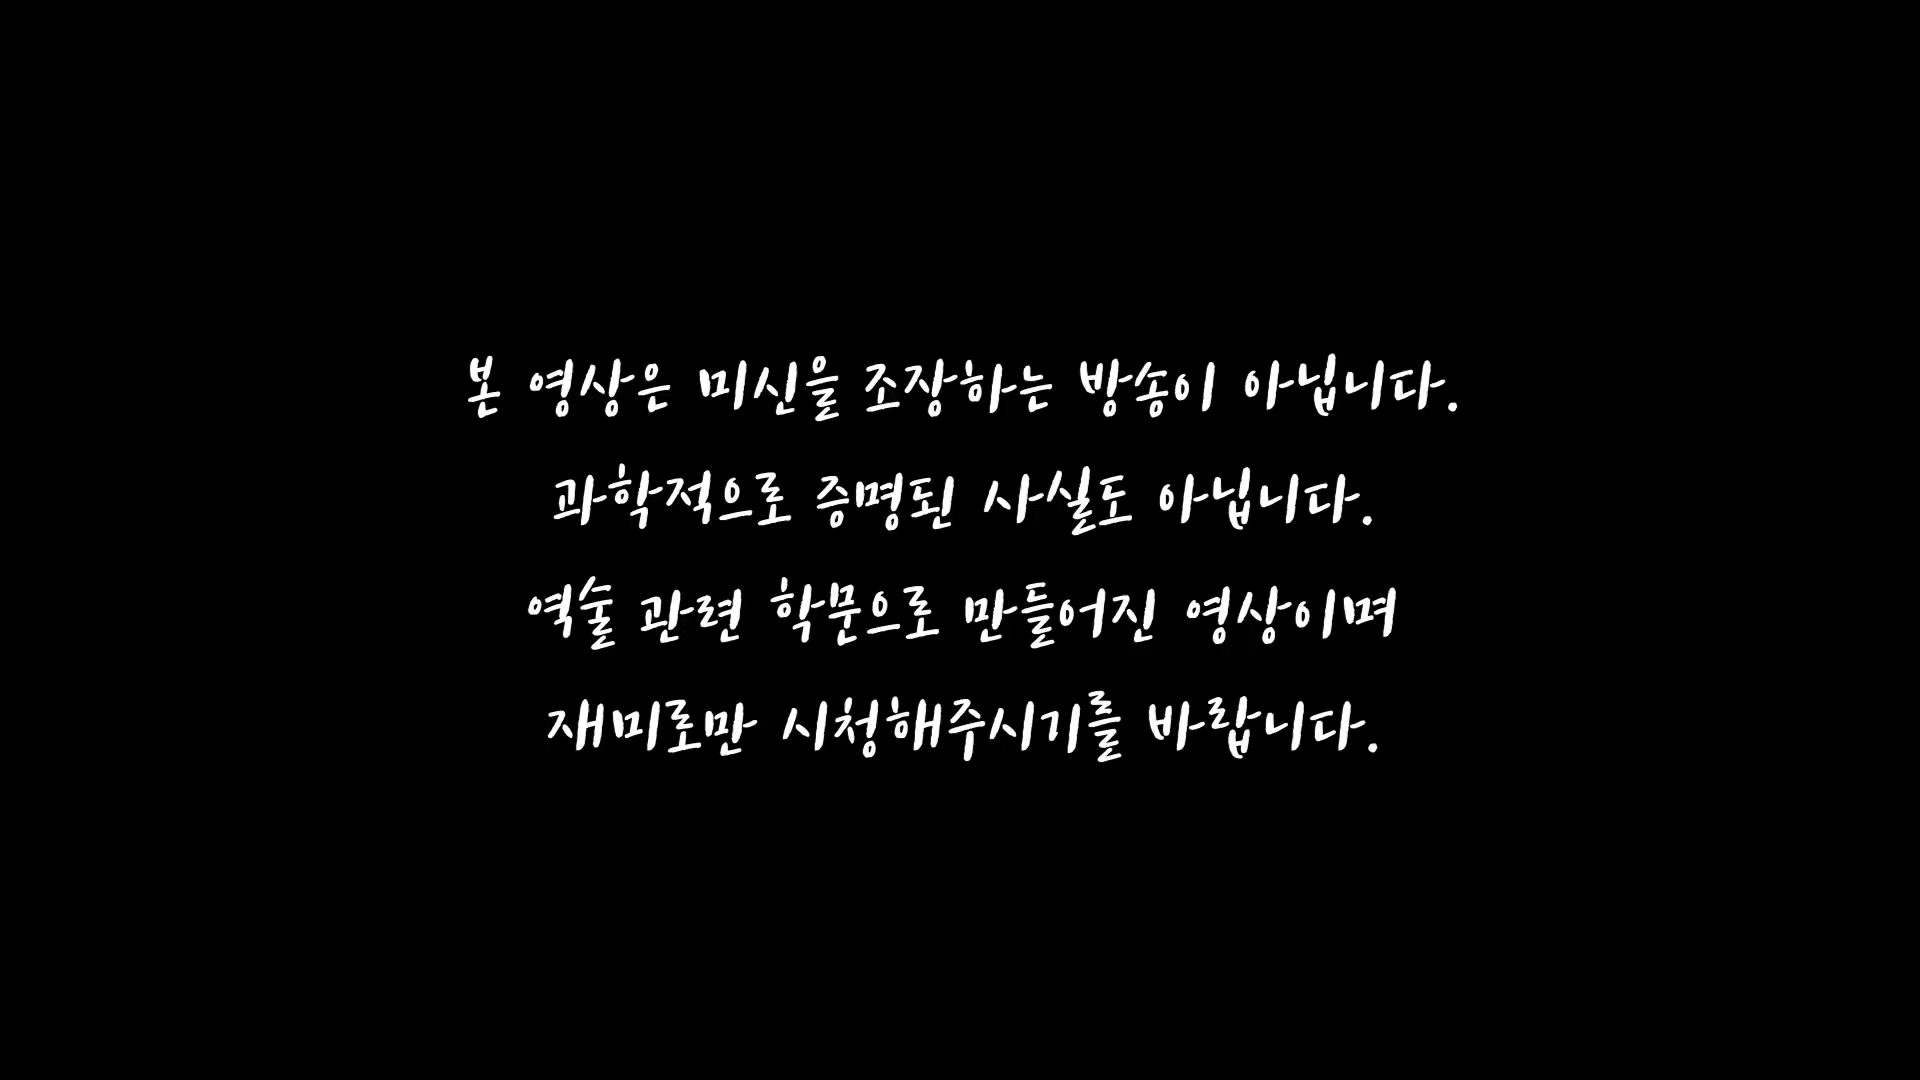 본 영상은 미신을 조장하는 방송이 아닙니다.
과학적으로 증명된 사실도 아닙니다.
역술 관련 학문으로 만들어진 영상이며
재미로만 시청해주시기를 바랍니다.